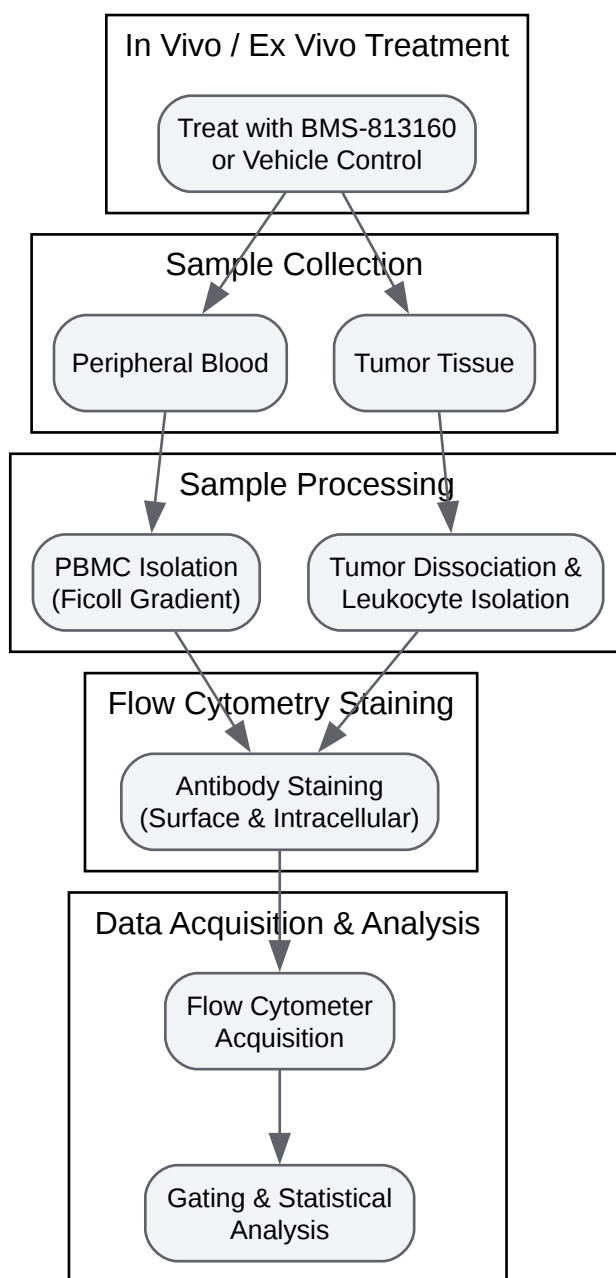 In Vivo / Ex Vivo Treatment
Treat with BMS-813160
or Vehicle Control
Sample Collection
Peripheral Blood
Tumor Tissue
Sample Processing
PBMC Isolation
(Ficoll Gradient)
Tumor Dissociation &
Leukocyte Isolation
Flow Cytometry Staining
Antibody Staining
(Surface & Intracellular)
Data Acquisition & Analysis
Flow Cytometer
Acquisition
Gating & Statistical
Analysis